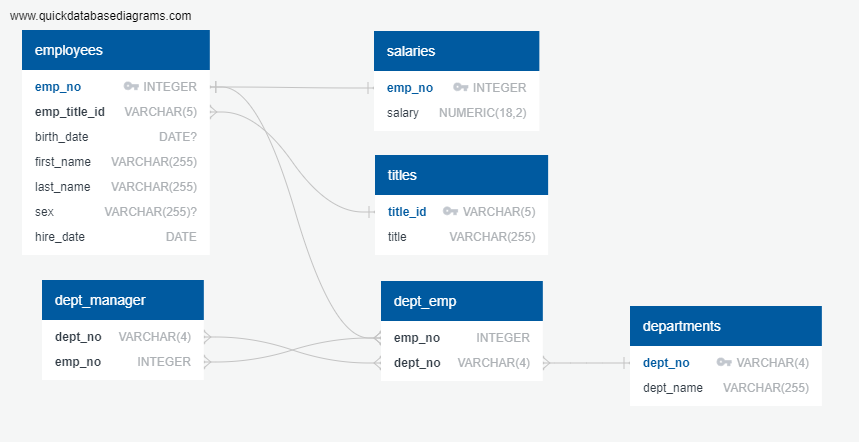 www.quickdatabasediagrams.com
employees
emp_no INTEGER
emp_title_id VARCHAR(5)
birth_date DATE?
first_name VARCHAR(255)
last_name VARCHAR(255)
sex VARCHAR(255)?
hire_date DATE
salaries
emp_no INTEGER
salary NUMERIC(18,2)
titles
title_id VARCHAR(5)
title VARCHAR(255)
dept_manager
dept_no VARCHAR(4)
emp_no INTEGER
dept_emp
emp_no INTEGER
dept_no VARCHAR(4)
departments
dept_no VARCHAR(4)
dept_name VARCHAR(255)